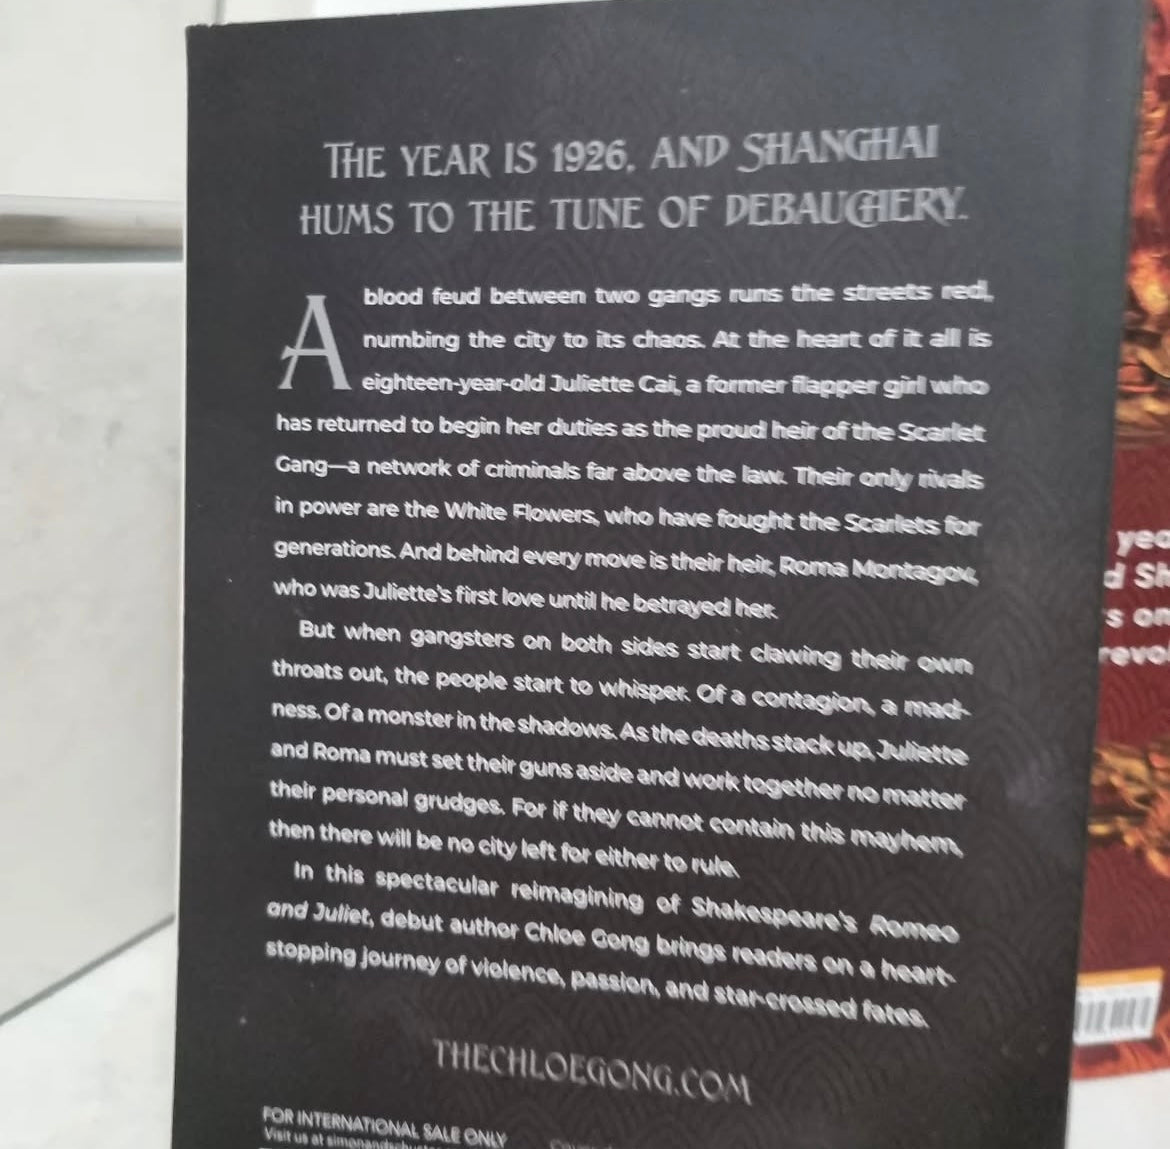 THE YEAR IS 1926, AND SHANGHAI
HUMS TO THE TUNE OF DEBAUCHERY.
A blood feud between two gangs runs the streets red,
numbing the city to its chaos. At the heart of it all is
eighteen-year-old Juliette Cai, a former flapper girl who
has returned to begin her duties as the proud heir of the Scarlet
Gang—a network of criminals far above the law. Their only rivals
in power are the White Flowers, who have fought the Scarlets for
generations. And behind every move is their heir, Roma Montagov,
who was Juliette's first love until he betrayed her.
But when gangsters on both sides start clawing their own
throats out, the people start to whisper. Of a contagion, a mad-
ness. Of a monster in the shadows. As the deaths stack up, Juliette
and Roma must set their guns aside and work together no matter
their personal grudges. For if they cannot contain this mayhem,
then there will be no city left for either to rule.
In this spectacular reimagining of Shakespeare's Romeo
and Juliet, debut author Chloe Gong brings readers on a heart-
stopping journey of violence, passion, and star-crossed fates.
THECHLOEGONG.COM
FOR INTERNATIONAL SALE ONLY
Visit us at
yea
d Sh
s on
revol